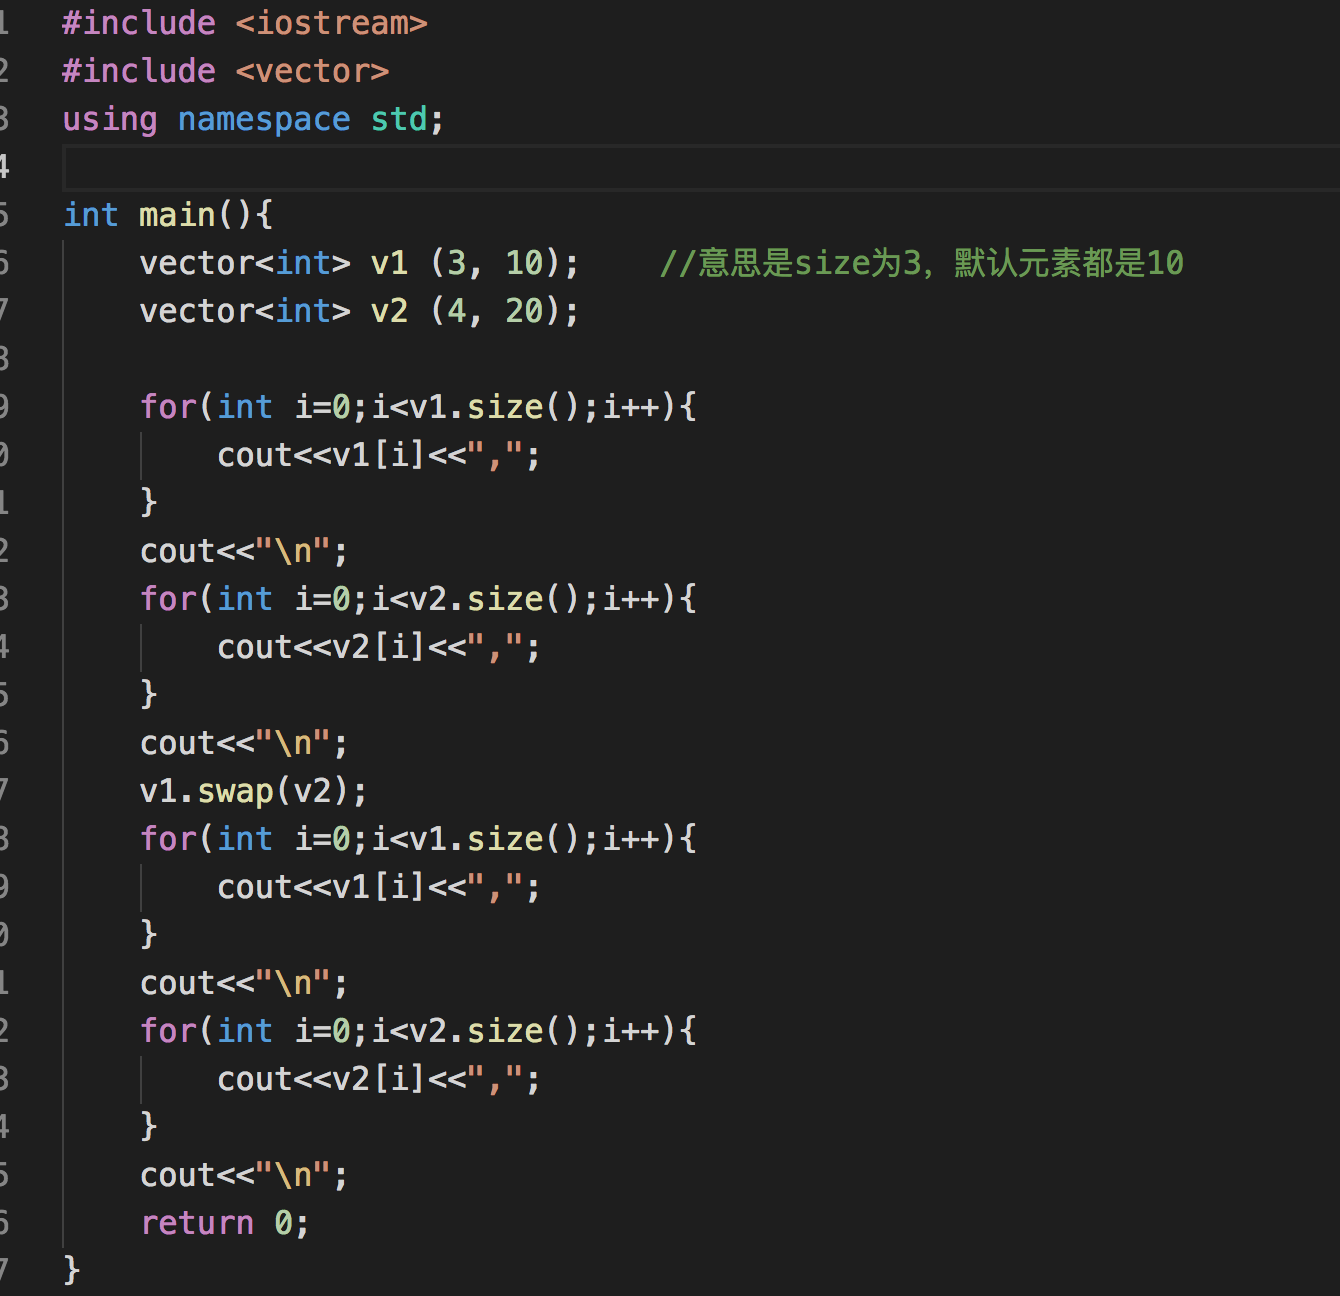 1 #include <iostream>
2 #include <vector>
3 using namespace std;
4
5 int main(){
6     vector<int> v1 (3, 10);    //意思是size为3，默认元素都是10
7     vector<int> v2 (4, 20);
8
9     for(int i=0;i<v1.size();i++){
0         cout<<v1[i]<<",";
1     }
2     cout<<"\n";
3     for(int i=0;i<v2.size();i++){
4         cout<<v2[i]<<",";
5     }
6     cout<<"\n";
7     v1.swap(v2);
8     for(int i=0;i<v1.size();i++){
9         cout<<v1[i]<<",";
0     }
1     cout<<"\n";
2     for(int i=0;i<v2.size();i++){
3         cout<<v2[i]<<",";
4     }
5     cout<<"\n";
6     return 0;
7 }